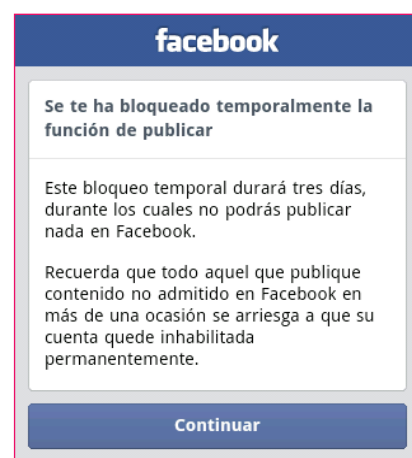 facebook
Se te ha bloqueado temporalmente la
función de publicar
Este bloqueo temporal durará tres días,
durante los cuales no podrás publicar
nada en Facebook.
Recuerda que todo aquel que publique
contenido no admitido en Facebook en
más de una ocasión se arriesga a que su
cuenta quede inhabilitada
permanentemente.
Continuar